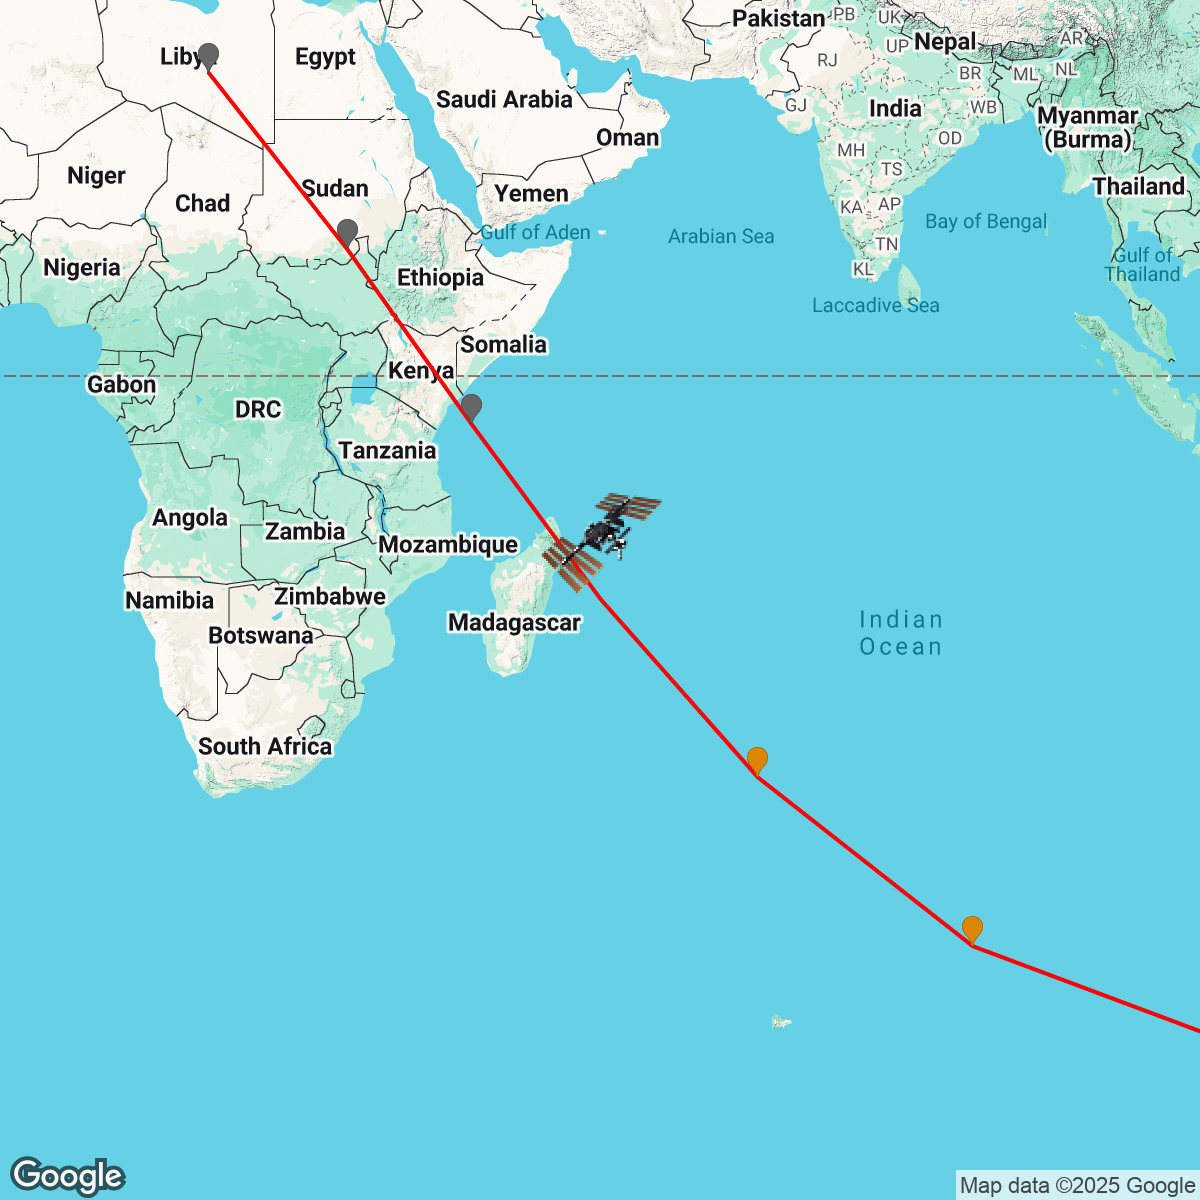 Pakistan
PB
UK
AR
Nepal
UP
Libya
Egypt
RJ
BR
ML
NL
Saudi Arabia
GJ
India
WB
Myanmar
(Burma)
Oman
OD
MH
TS
Niger
Sudan
Yemen
Thailand
Chad
KA
AP
Gulf of Aden
Arabian Sea
Bay of Bengal
TN
Nigeria
Ethiopia
KL
Gulf of
Thailand
Laccadive Sea
Somalia
Kenya
Gabon
DRC
Tanzania
Angola
Zambia
Mozambique
Namibia
Zimbabwe
Madagascar
Botswana
Indian
Ocean
South Africa
Google
Map data ©2025 Google